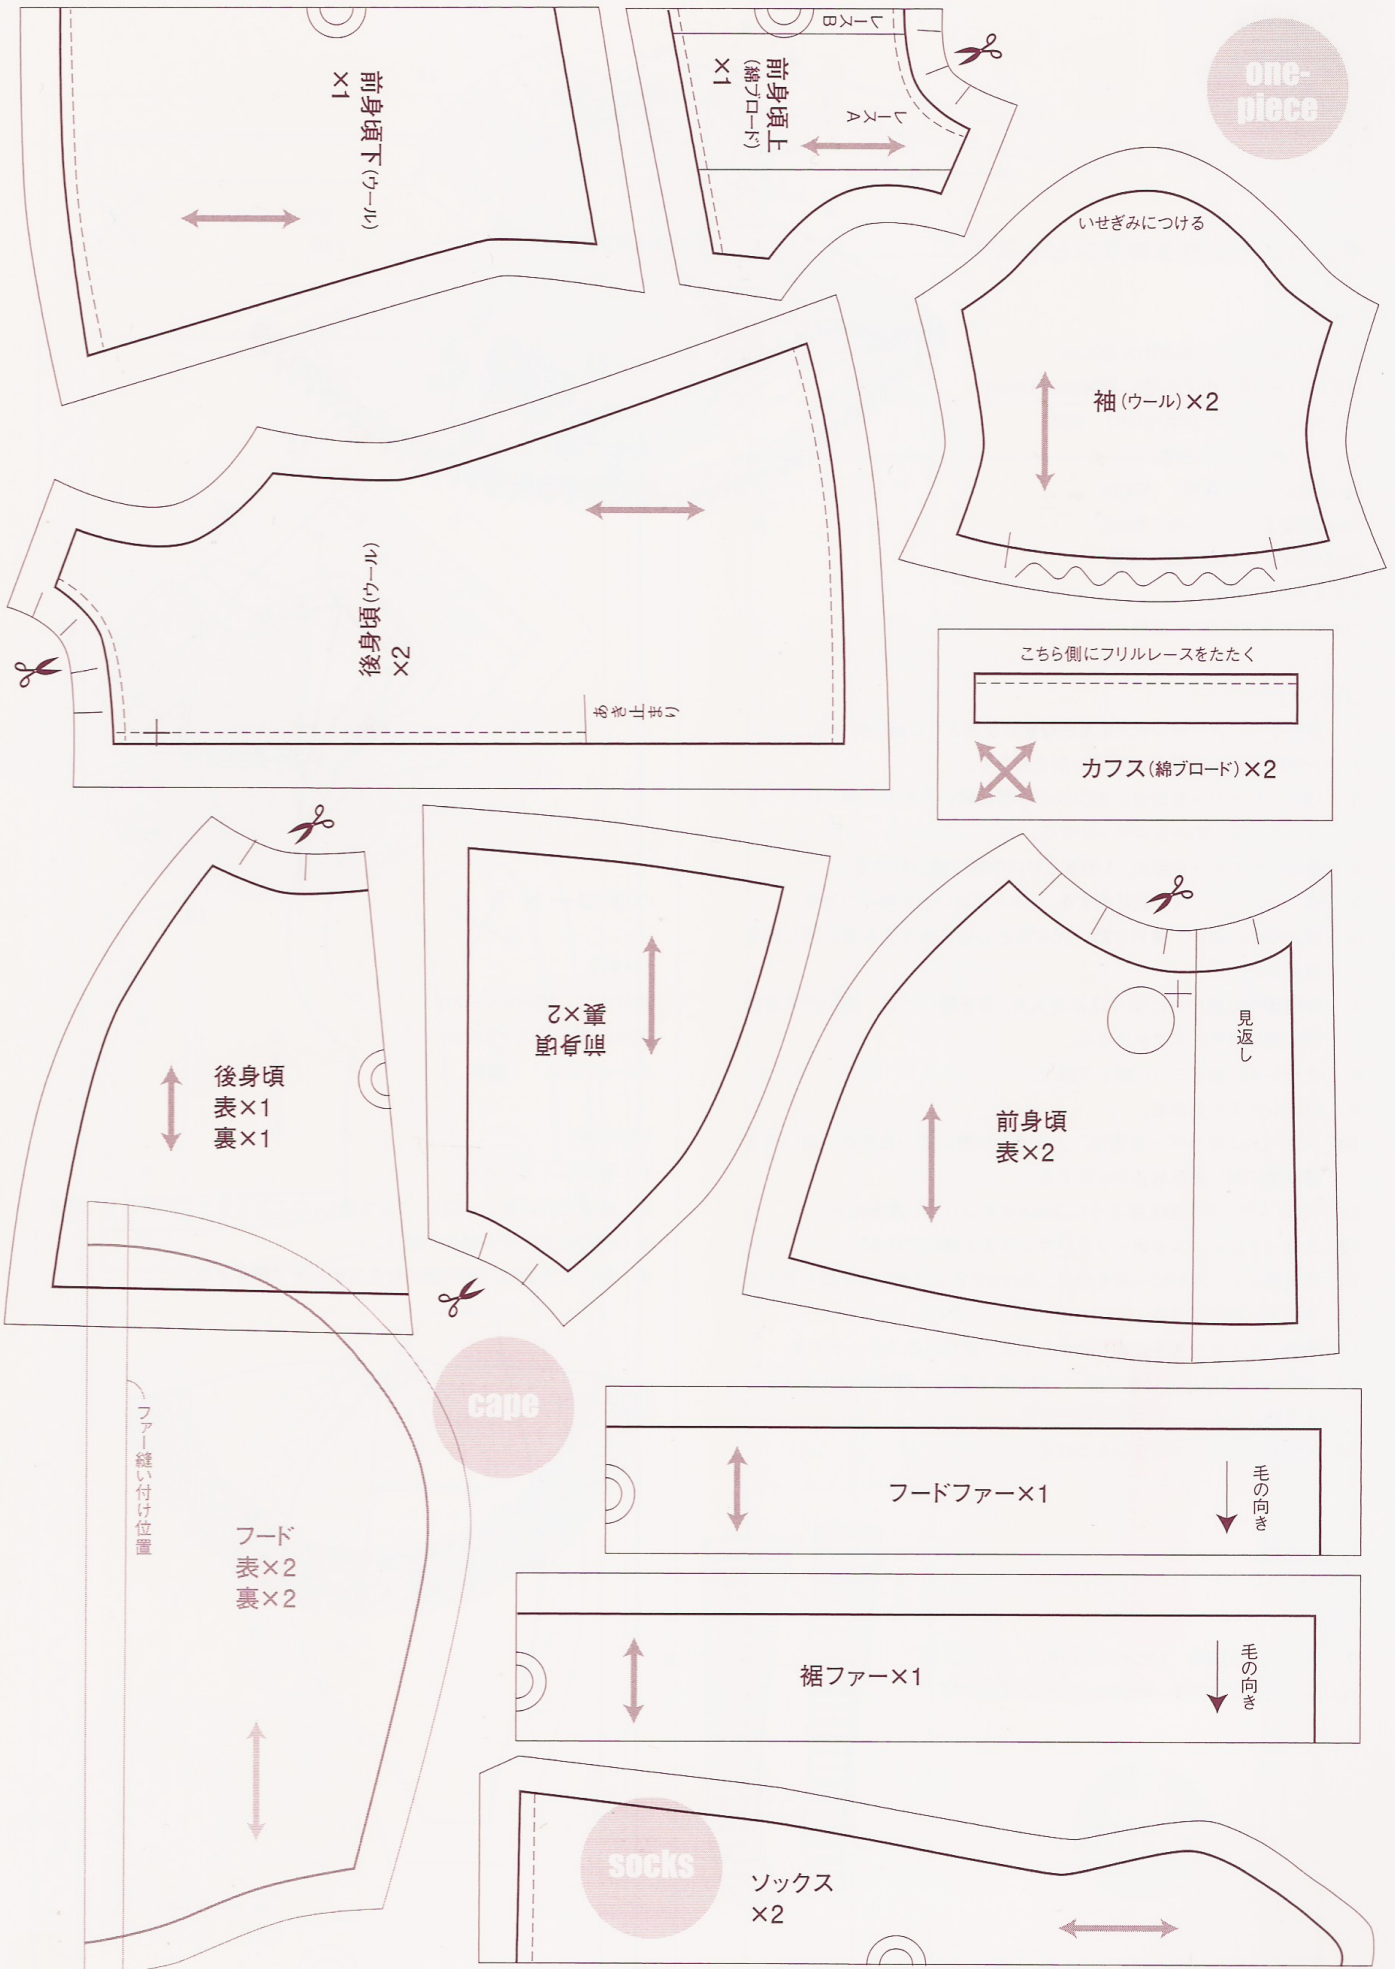 one-
piece
前身頃下(ウール)
×1
レースB
前身頃上
(綿ブロード)
×1
レースA
いせぎみにつける
袖(ウール)×2
後身頃(ウール)
×2
あき止まり
こちら側にフリルレースをたたく
カフス(綿ブロード)×2
後身頃
表×1
裏×1
前身頃
裏×2
見返し
前身頃
表×2
cape
ファー縫い付け位置
フード
表×2
裏×2
フードファー×1
毛の向き
裾ファー×1
毛の向き
socks
ソックス
×2